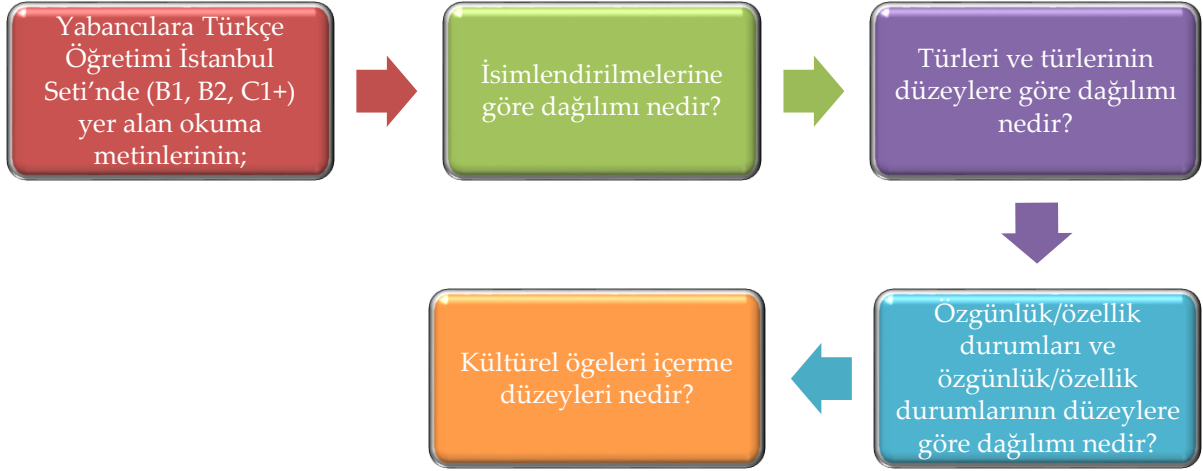 Yabancılara Türkçe
Öğretimi İstanbul
Seti’nde (B1, B2, C1+)
yer alan okuma
metinlerinin;
İsimlendirilmelerine
göre dağılımı nedir?
Türleri ve türlerinin
düzeylere göre dağılımı
nedir?
Özgünlük/özellik
durumları ve
özgünlük/özellik
durumlarının düzeylere
göre dağılımı nedir?
Kültürel ögeleri içerme
düzeyleri nedir?